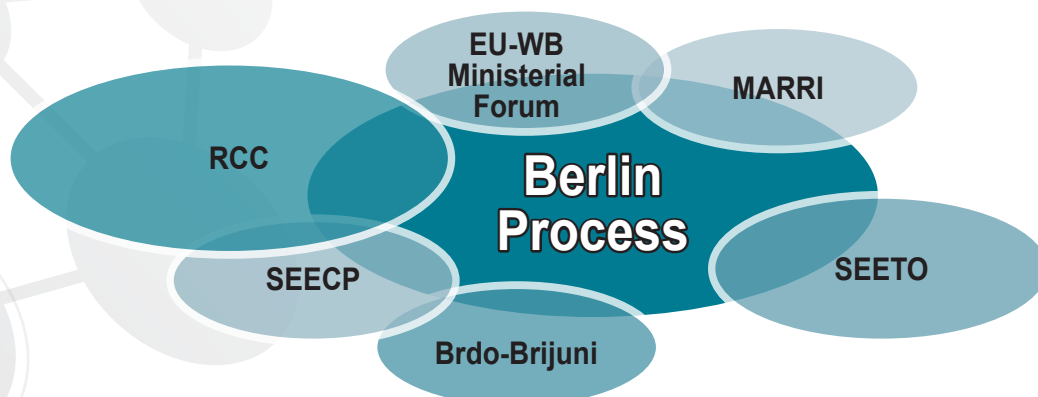 EU-WB
Ministerial
Forum
MARRI
RCC
Berlin
Process
SEECP
SEETO
Brdo-Brijuni